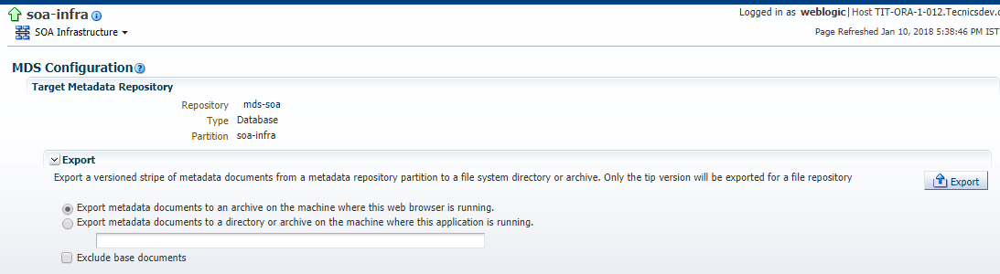 soa-infra
Logged in as weblogic|Host TIT-ORA-1-012.Tecnicsdev.c
SOA Infrastructure
Page Refreshed Jan 10, 2018 5:38:46 PM IST
MDS Configuration
Target Metadata Repository
Repository mds-soa
Type Database
Partition soa-infra
Export
Export a versioned stripe of metadata documents from a metadata repository partition to a file system directory or archive. Only the tip version will be exported for a file repository
Export
Export metadata documents to an archive on the machine where this web browser is running.
Export metadata documents to a directory or archive on the machine where this application is running.
Exclude base documents